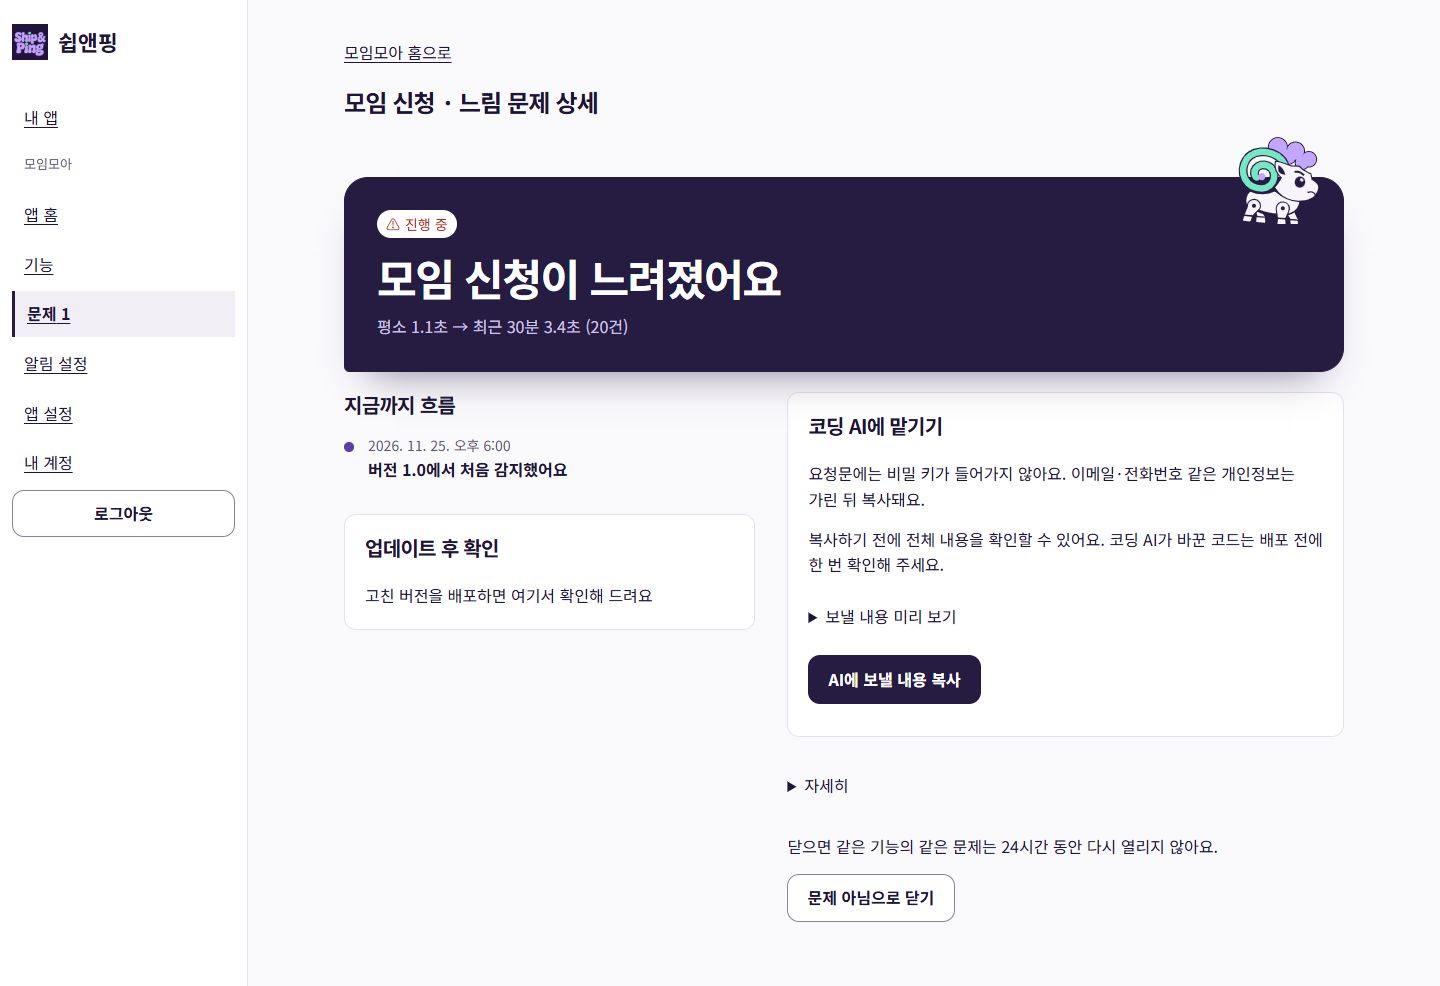 Ship&
Ping
쉽앤핑
내 앱
모임모아
앱 홈
기능
문제 1
알림 설정
앱 설정
내 계정
로그아웃
모임모아 홈으로
모임 신청 · 느림 문제 상세
⚠ 진행 중
모임 신청이 느려졌어요
평소 1.1초 → 최근 30분 3.4초 (20건)
지금까지 흐름
2026. 11. 25. 오후 6:00
버전 1.0에서 처음 감지했어요
업데이트 후 확인
고친 버전을 배포하면 여기서 확인해 드려요
코딩 AI에 맡기기
요청문에는 비밀 키가 들어가지 않아요. 이메일·전화번호 같은 개인정보는
가린 뒤 복사돼요.
복사하기 전에 전체 내용을 확인할 수 있어요. 코딩 AI가 바꾼 코드는 배포 전에
한 번 확인해 주세요.
▶ 보낼 내용 미리 보기
AI에 보낼 내용 복사
▶ 자세히
닫으면 같은 기능의 같은 문제는 24시간 동안 다시 열리지 않아요.
문제 아님으로 닫기